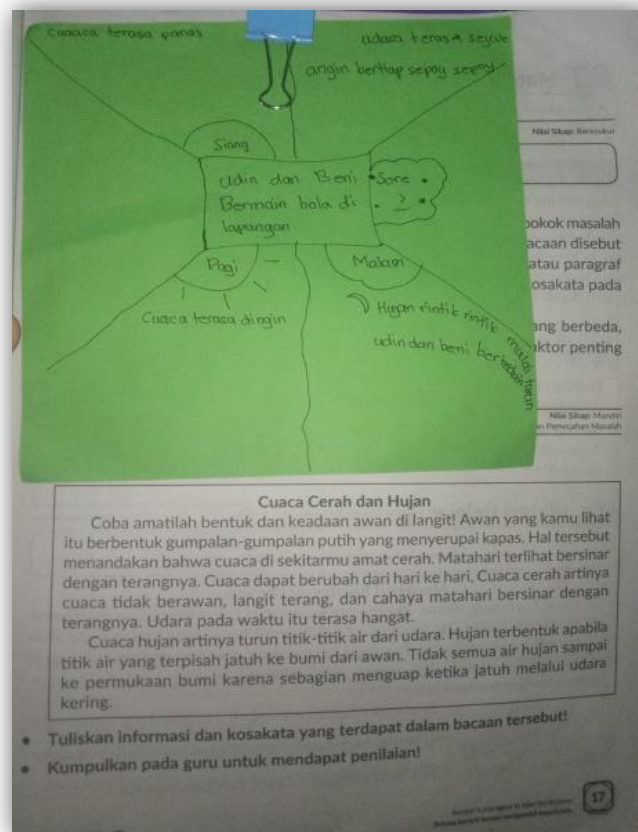 Cuaca terasa panas
udara terasa sejuk
angin bertiap sepoy sepoy
Siang
Udin dan Beni
Bermain bola di
lapangan
Sore
Pagi
Malam
Cuaca terasa dingin
Hujan rintik rintik mulai turun
udin dan beni berteduh
Nilai Sikap: Bersyukur
pokok masalah
acaan disebut
atau paragraf
osakata pada
ang berbeda,
aktor penting
Nilai Sikap: Mandiri
an Pemecahan Masalah
Cuaca Cerah dan Hujan
Coba amatilah bentuk dan keadaan awan di langit! Awan yang kamu lihat
itu berbentuk gumpalan-gumpalan putih yang menyerupai kapas. Hal tersebut
menandakan bahwa cuaca di sekitarmu amat cerah. Matahari terlihat bersinar
dengan terangnya. Cuaca dapat berubah dari hari ke hari, Cuaca cerah artinya
cuaca tidak berawan, langit terang, dan cahaya matahari bersinar dengan
terangnya. Udara pada waktu itu terasa hangat.
Cuaca hujan artinya turun titik-titik air dari udara. Hujan terbentuk apabila
titik air yang terpisah jatuh ke bumi dari awan. Tidak semua air hujan sampai
ke permukaan bumi karena sebagian menguap ketika jatuh melalui udara
kering.
Tuliskan informasi dan kosakata yang terdapat dalam bacaan tersebut!
Kumpulkan pada guru untuk mendapat penilaian!
17